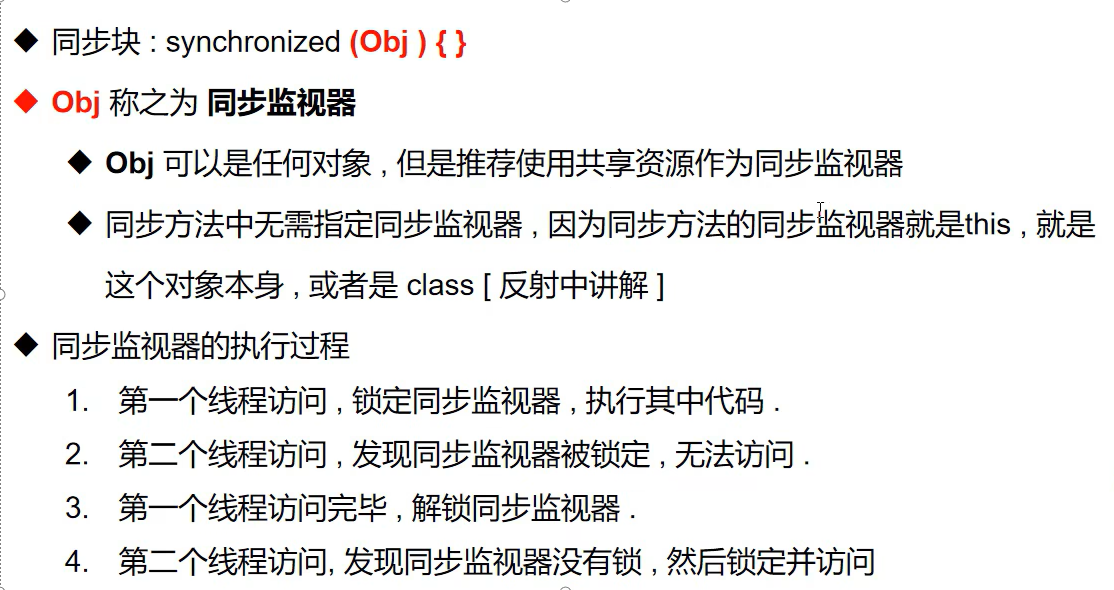 ◆ 同步块 : synchronized (Obj ) { }
◆ Obj 称之为 同步监视器
◆ Obj 可以是任何对象 , 但是推荐使用共享资源作为同步监视器
◆ 同步方法中无需指定同步监视器 , 因为同步方法的同步监视器就是this , 就是
这个对象本身 , 或者是 class [ 反射中讲解 ]
◆ 同步监视器的执行过程
1. 第一个线程访问 , 锁定同步监视器 , 执行其中代码 .
2. 第二个线程访问 , 发现同步监视器被锁定 , 无法访问 .
3. 第一个线程访问完毕 , 解锁同步监视器 .
4. 第二个线程访问, 发现同步监视器没有锁 , 然后锁定并访问